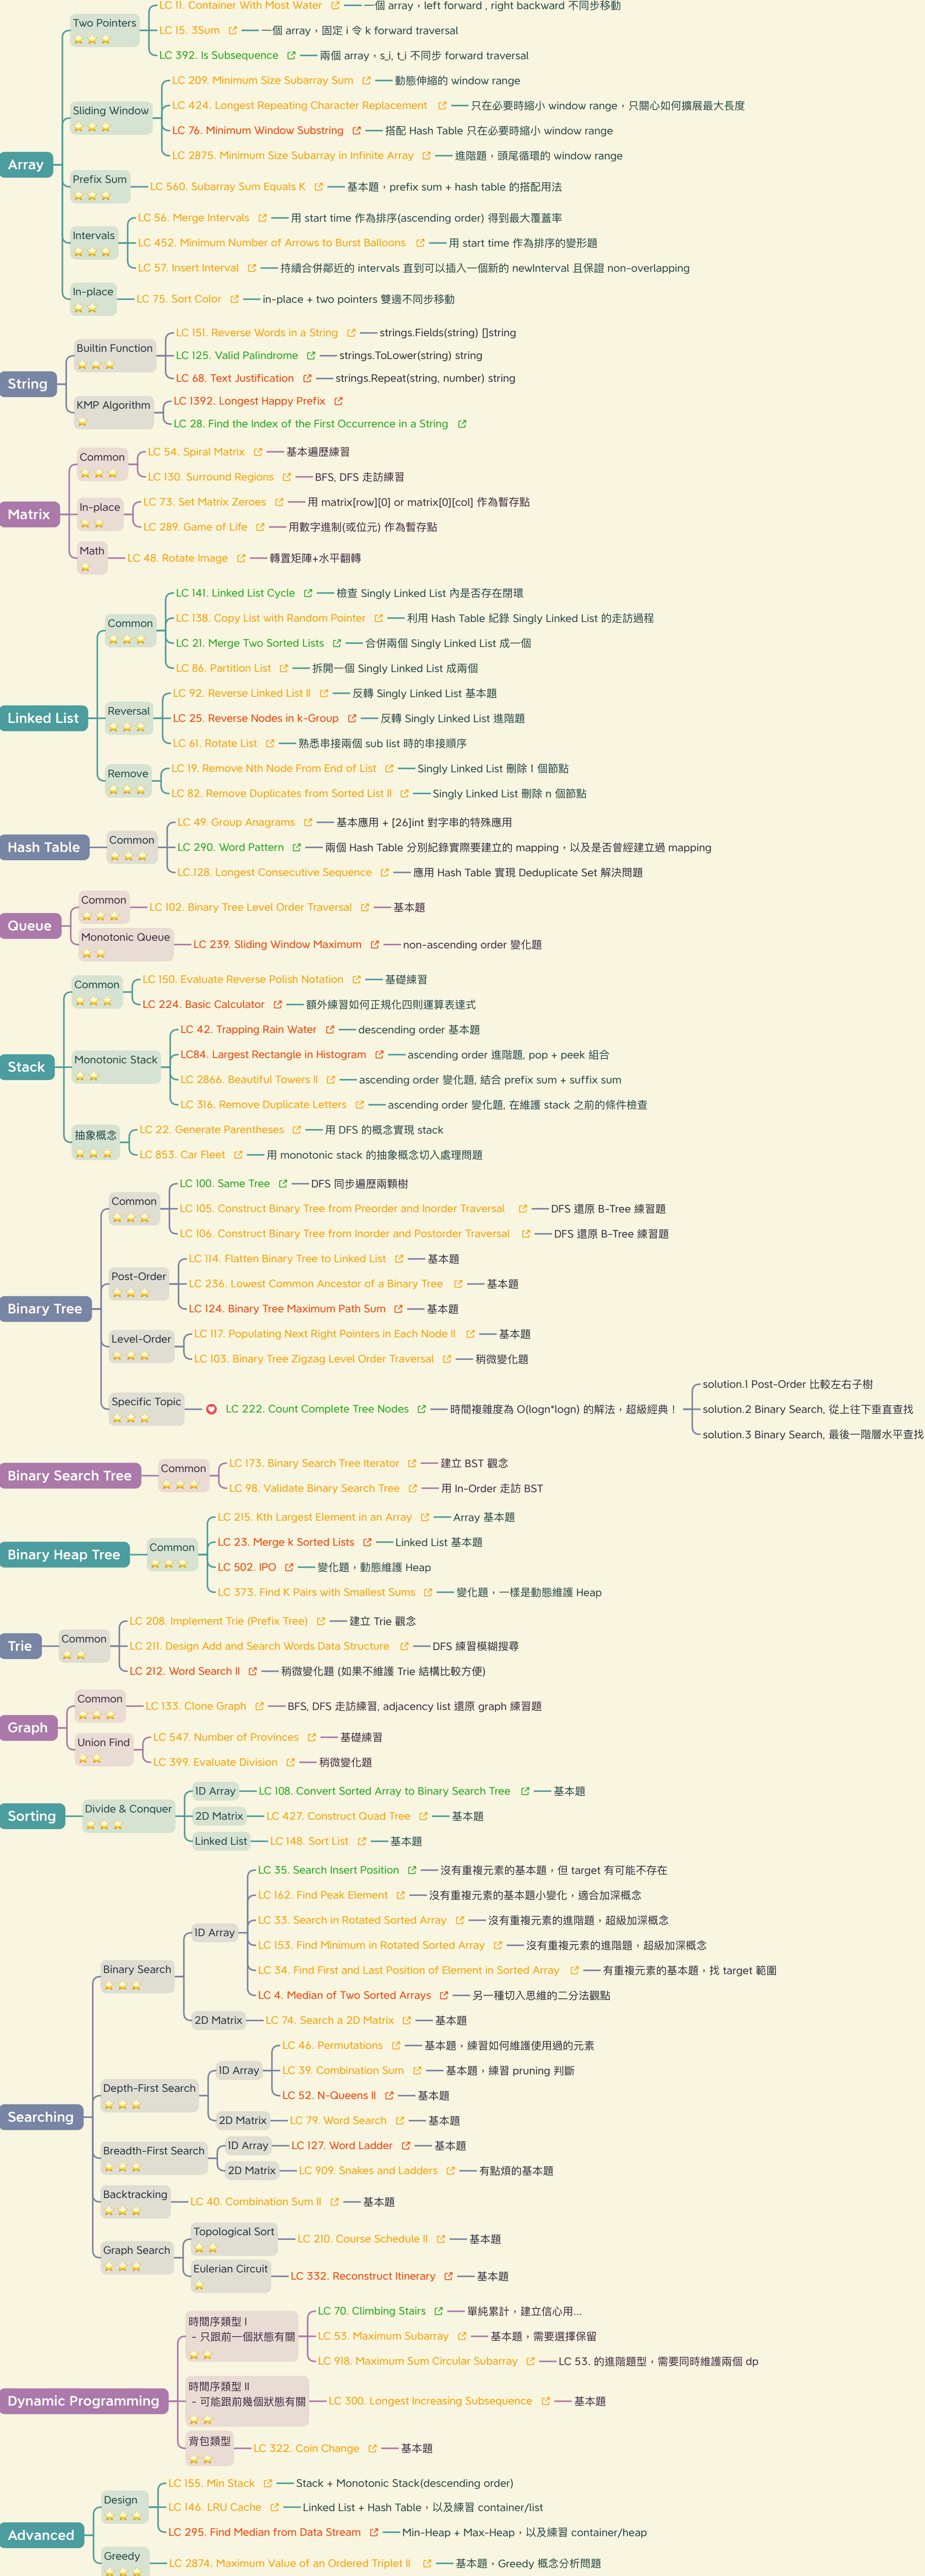 Array
Two Pointers
LC 11. Container With Most Water
一個 array，left forward , right backward 不同步移動
LC 15. 3Sum
一個 array，固定 i 令 k forward traversal
LC 392. Is Subsequence
兩個 array，s_i, t_i 不同步 forward traversal
Sliding Window
LC 209. Minimum Size Subarray Sum
動態伸縮的 window range
LC 424. Longest Repeating Character Replacement
只在必要時縮小 window range，只關心如何擴展最大長度
LC 76. Minimum Window Substring
搭配 Hash Table 只在必要時縮小 window range
LC 2875. Minimum Size Subarray in Infinite Array
進階題，頭尾循環的 window range
Prefix Sum
LC 560. Subarray Sum Equals K
基本題，prefix sum + hash table 的搭配用法
Intervals
LC 56. Merge Intervals
用 start time 作為排序(ascending order) 得到最大覆蓋率
LC 452. Minimum Number of Arrows to Burst Balloons
用 start time 作為排序的變形題
LC 57. Insert Interval
持續合併鄰近的 intervals 直到可以插入一個新的 newInterval 且保證 non-overlapping
In-place
LC 75. Sort Color
in-place + two pointers 雙邊不同步移動
String
Builtin Function
LC 151. Reverse Words in a String
strings.Fields(string) []string
LC 125. Valid Palindrome
strings.ToLower(string) string
LC 68. Text Justification
strings.Repeat(string, number) string
KMP Algorithm
LC 1392. Longest Happy Prefix
LC 28. Find the Index of the First Occurrence in a String
Matrix
Common
LC 54. Spiral Matrix
基本遍歷練習
LC 130. Surround Regions
BFS, DFS 走訪練習
In-place
LC 73. Set Matrix Zeroes
用 matrix[row][0] or matrix[0][col] 作為暫存點
LC 289. Game of Life
用數字進制(或位元) 作為暫存點
Math
LC 48. Rotate Image
轉置矩陣+水平翻轉
Linked List
Common
LC 141. Linked List Cycle
檢查 Singly Linked List 內是否存在閉環
LC 138. Copy List with Random Pointer
利用 Hash Table 紀錄 Singly Linked List 的走訪過程
LC 21. Merge Two Sorted Lists
合併兩個 Singly Linked List 成一個
LC 86. Partition List
拆開一個 Singly Linked List 成兩個
Reversal
LC 92. Reverse Linked List II
反轉 Singly Linked List 基本題
LC 25. Reverse Nodes in k-Group
反轉 Singly Linked List 進階題
LC 61. Rotate List
熟悉串接兩個 sub list 時的串接順序
Remove
LC 19. Remove Nth Node From End of List
Singly Linked List 刪除 1 個節點
LC 82. Remove Duplicates from Sorted List II
Singly Linked List 刪除 n 個節點
Hash Table
Common
LC 49. Group Anagrams
基本應用 + [26]int 對字串的特殊應用
LC 290. Word Pattern
兩個 Hash Table 分別紀錄實際要建立的 mapping，以及是否曾經建立過 mapping
LC.128. Longest Consecutive Sequence
應用 Hash Table 實現 Deduplicate Set 解決問題
Queue
Common
LC 102. Binary Tree Level Order Traversal
基本題
Monotonic Queue
LC 239. Sliding Window Maximum
non-ascending order 變化題
Stack
Common
LC 150. Evaluate Reverse Polish Notation
基礎練習
LC 224. Basic Calculator
額外練習如何正規化四則運算表達式
Monotonic Stack
LC 42. Trapping Rain Water
descending order 基本題
LC84. Largest Rectangle in Histogram
ascending order 進階題, pop + peek 組合
LC 2866. Beautiful Towers II
ascending order 變化題, 結合 prefix sum + suffix sum
LC 316. Remove Duplicate Letters
ascending order 變化題, 在維護 stack 之前的條件檢查
抽象概念
LC 22. Generate Parentheses
用 DFS 的概念實現 stack
LC 853. Car Fleet
用 monotonic stack 的抽象概念切入處理問題
Binary Tree
Common
LC 100. Same Tree
DFS 同步遍歷兩顆樹
LC 105. Construct Binary Tree from Preorder and Inorder Traversal
DFS 還原 B-Tree 練習題
LC 106. Construct Binary Tree from Inorder and Postorder Traversal
DFS 還原 B-Tree 練習題
Post-Order
LC 114. Flatten Binary Tree to Linked List
基本題
LC 236. Lowest Common Ancestor of a Binary Tree
基本題
LC 124. Binary Tree Maximum Path Sum
基本題
Level-Order
LC 117. Populating Next Right Pointers in Each Node II
基本題
LC 103. Binary Tree Zigzag Level Order Traversal
稍微變化題
Specific Topic
LC 222. Count Complete Tree Nodes
時間複雜度為 O(logn*logn) 的解法，超級經典！
solution.1 Post-Order 比較左右子樹
solution.2 Binary Search, 從上往下垂直查找
solution.3 Binary Search, 最後一階層水平查找
Binary Search Tree
Common
LC 173. Binary Search Tree Iterator
建立 BST 觀念
LC 98. Validate Binary Search Tree
用 In-Order 走訪 BST
Binary Heap Tree
Common
LC 215. Kth Largest Element in an Array
Array 基本題
LC 23. Merge k Sorted Lists
Linked List 基本題
LC 502. IPO
變化題，動態維護 Heap
LC 373. Find K Pairs with Smallest Sums
變化題，一樣是動態維護 Heap
Trie
Common
LC 208. Implement Trie (Prefix Tree)
建立 Trie 觀念
LC 211. Design Add and Search Words Data Structure
DFS 練習模糊搜尋
LC 212. Word Search II
稍微變化題 (如果不維護 Trie 結構比較方便)
Graph
Common
LC 133. Clone Graph
BFS, DFS 走訪練習, adjacency list 還原 graph 練習題
Union Find
LC 547. Number of Provinces
基礎練習
LC 399. Evaluate Division
稍微變化題
Sorting
Divide & Conquer
1D Array
LC 108. Convert Sorted Array to Binary Search Tree
基本題
2D Matrix
LC 427. Construct Quad Tree
基本題
Linked List
LC 148. Sort List
基本題
Searching
Binary Search
1D Array
LC 35. Search Insert Position
沒有重複元素的基本題，但 target 有可能不存在
LC 162. Find Peak Element
沒有重複元素的基本題小變化，適合加深概念
LC 33. Search in Rotated Sorted Array
沒有重複元素的進階題，超級加深概念
LC 153. Find Minimum in Rotated Sorted Array
沒有重複元素的進階題，超級加深概念
LC 34. Find First and Last Position of Element in Sorted Array
有重複元素的基本題，找 target 範圍
LC 4. Median of Two Sorted Arrays
另一種切入思維的二分法觀點
2D Matrix
LC 74. Search a 2D Matrix
基本題
Depth-First Search
1D Array
LC 46. Permutations
基本題，練習如何維護使用過的元素
LC 39. Combination Sum
基本題，練習 pruning 判斷
LC 52. N-Queens II
基本題
2D Matrix
LC 79. Word Search
基本題
Breadth-First Search
1D Array
LC 127. Word Ladder
基本題
2D Matrix
LC 909. Snakes and Ladders
有點煩的基本題
Backtracking
LC 40. Combination Sum II
基本題
Graph Search
Topological Sort
LC 210. Course Schedule II
基本題
Eulerian Circuit
LC 332. Reconstruct Itinerary
基本題
Dynamic Programming
時間序類型 I
- 只跟前一個狀態有關
LC 70. Climbing Stairs
單純累計，建立信心用...
LC 53. Maximum Subarray
基本題，需要選擇保留
LC 918. Maximum Sum Circular Subarray
LC 53. 的進階題型，需要同時維護兩個 dp
時間序類型 II
- 可能跟前幾個狀態有關
LC 300. Longest Increasing Subsequence
基本題
背包類型
LC 322. Coin Change
基本題
Advanced
Design
LC 155. Min Stack
Stack + Monotonic Stack(descending order)
LC 146. LRU Cache
Linked List + Hash Table，以及練習 container/list
LC 295. Find Median from Data Stream
Min-Heap + Max-Heap，以及練習 container/heap
Greedy
LC 2874. Maximum Value of an Ordered Triplet II
基本題，Greedy 概念分析問題